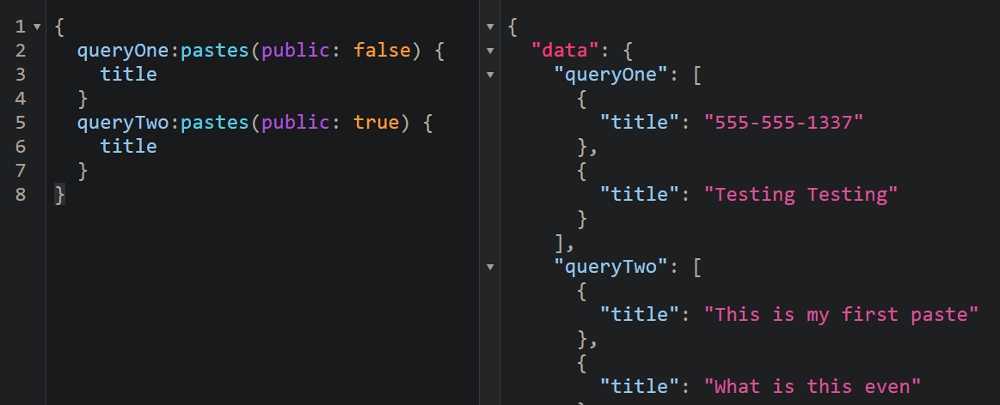 1 {
2 queryOne:pastes(public: false) {
3 title
4 }
5 queryTwo:pastes(public: true) {
6 title
7 }
8 }
{
"data": {
"queryOne": [
{
"title": "555-555-1337"
},
{
"title": "Testing Testing"
}
],
"queryTwo": [
{
"title": "This is my first paste"
},
{
"title": "What is this even"